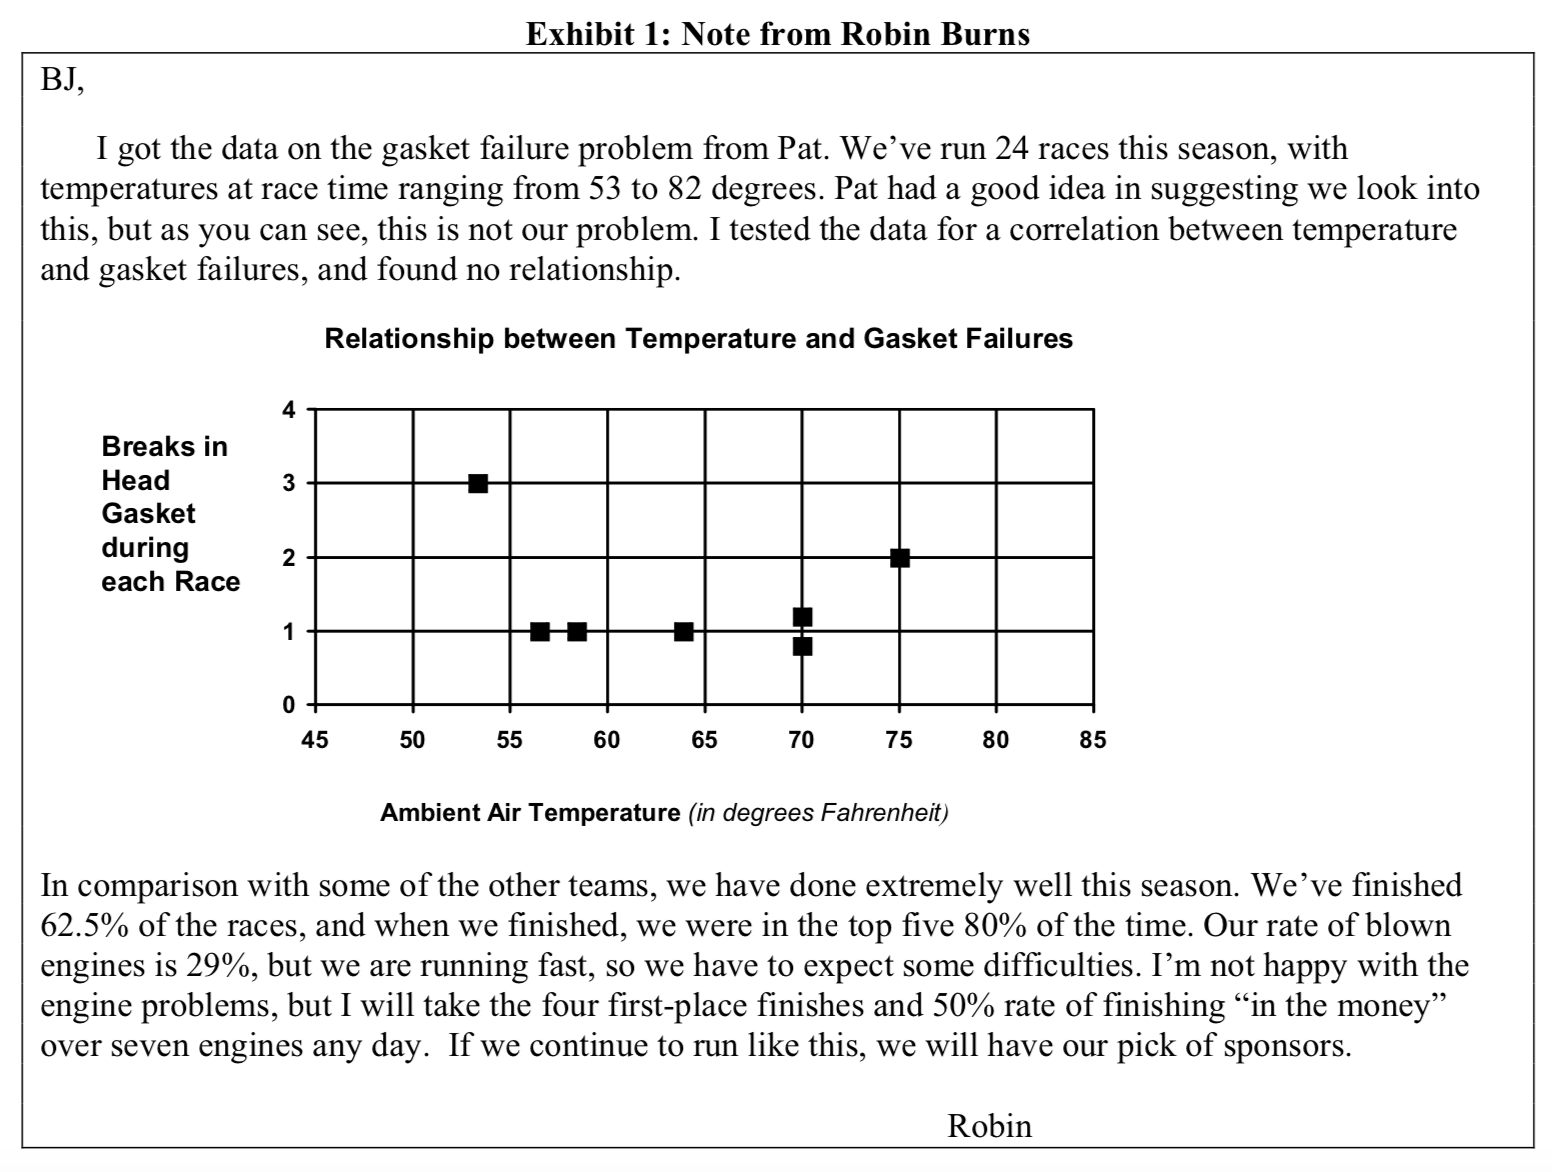 Exhibit 1: Note from Robin Burns
BJ,
I got the data on the gasket failure problem from Pat. We’ve run 24 races this season, with
temperatures at race time ranging from 53 to 82 degrees. Pat had a good idea in suggesting we look into
this, but as you can see, this is not our problem. I tested the data for a correlation between temperature
and gasket failures, and found no relationship.
Relationship between Temperature and Gasket Failures
Breaks in
Head
Gasket
during
each Race
4
3
2
1
0
45 50 55 60 65 70 75 80 85
Ambient Air Temperature (in degrees Fahrenheit)
In comparison with some of the other teams, we have done extremely well this season. We’ve finished
62.5% of the races, and when we finished, we were in the top five 80% of the time. Our rate of blown
engines is 29%, but we are running fast, so we have to expect some difficulties. I’m not happy with the
engine problems, but I will take the four first-place finishes and 50% rate of finishing “in the money”
over seven engines any day.  If we continue to run like this, we will have our pick of sponsors.
Robin